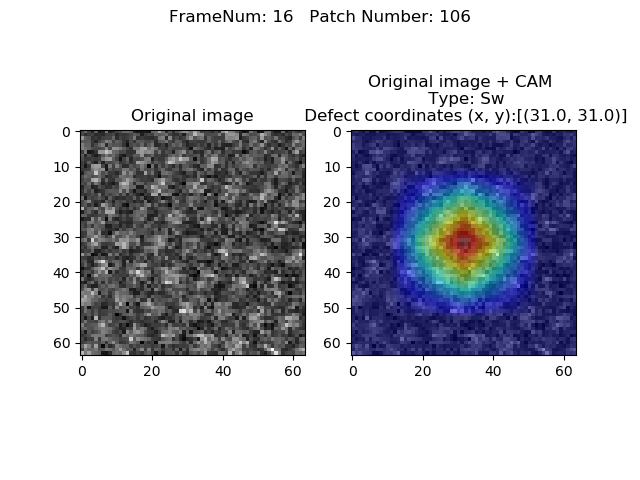 FrameNum: 16   Patch Number: 106
Original image
Original image + CAM
Type: Sw
Defect coordinates (x, y):[(31.0, 31.0)]
0
10
20
30
40
50
60
0 20 40 60
0
10
20
30
40
50
60
0 20 40 60